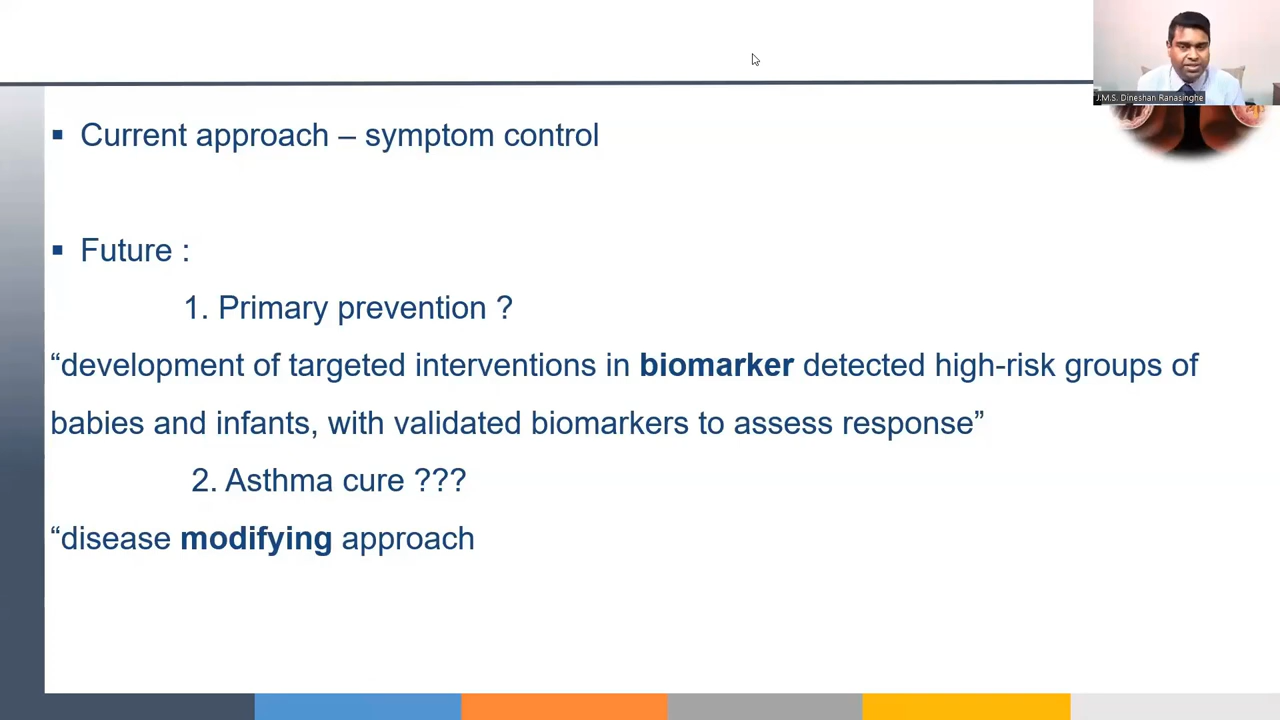 J.M.S. Dineshan Ranasinghe
▪ Current approach – symptom control
▪ Future :
1. Primary prevention ?
“development of targeted interventions in biomarker detected high-risk groups of
babies and infants, with validated biomarkers to assess response”
2. Asthma cure ???
“disease modifying approach